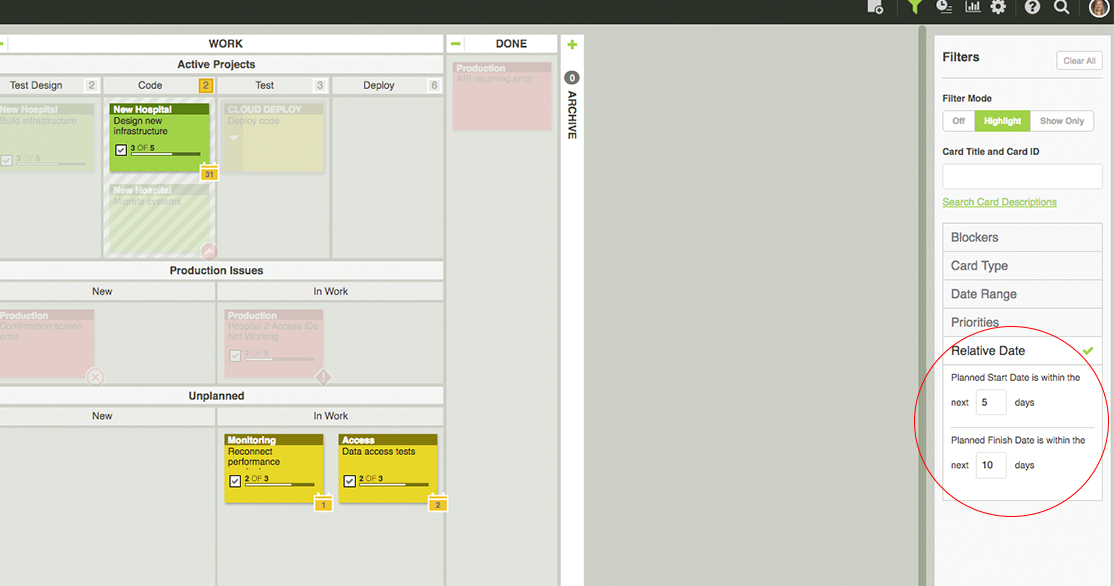 WORK
DONE
Active Projects
Test Design 2
Code 2
Test 3
Deploy 6
New Hospital
Build infrastructure
3 OF 5
New Hospital
Design new
infrastructure
3 OF 5
31
New Hospital
Migrate systems
CLOUD DEPLOY
Deploy code
Production
API returning error
0
ARCHIVE
Production Issues
New
In Work
Production
Confirmation screen
error
Production
Hospital 2 Access IDs
Not Working
Unplanned
New
In Work
Monitoring
Reconnect
performance
2 OF 3
1
Access
Data access tests
2 OF 3
2
Filters
Clear All
Filter Mode
Off
Highlight
Show Only
Card Title and Card ID
Search Card Descriptions
Blockers
Card Type
Date Range
Priorities
Relative Date
Planned Start Date is within the
next 5 days
Planned Finish Date is within the
next 10 days